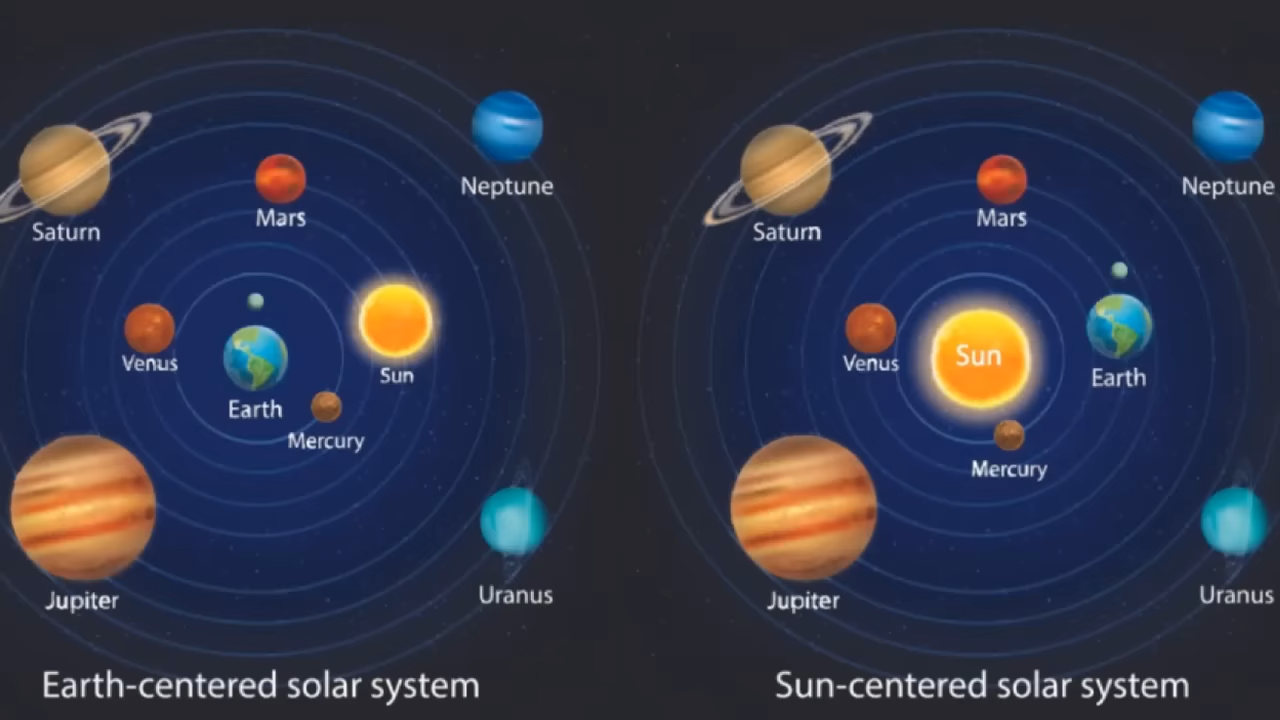 Neptune
Mars
Saturn
Venus
Sun
Earth
Mercury
Jupiter
Uranus
Earth-centered solar system
Neptune
Mars
Saturn
Sun
Venus
Earth
Mercury
Jupiter
Uranus
Sun-centered solar system